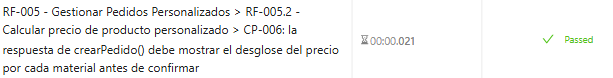 RF-005 - Gestionar Pedidos Personalizados > RF-005.2 -
Calcular precio de producto personalizado > CP-006: la
respuesta de crearPedido() debe mostrar el desglose del precio
por cada material antes de confirmar
00:00.021
Passed